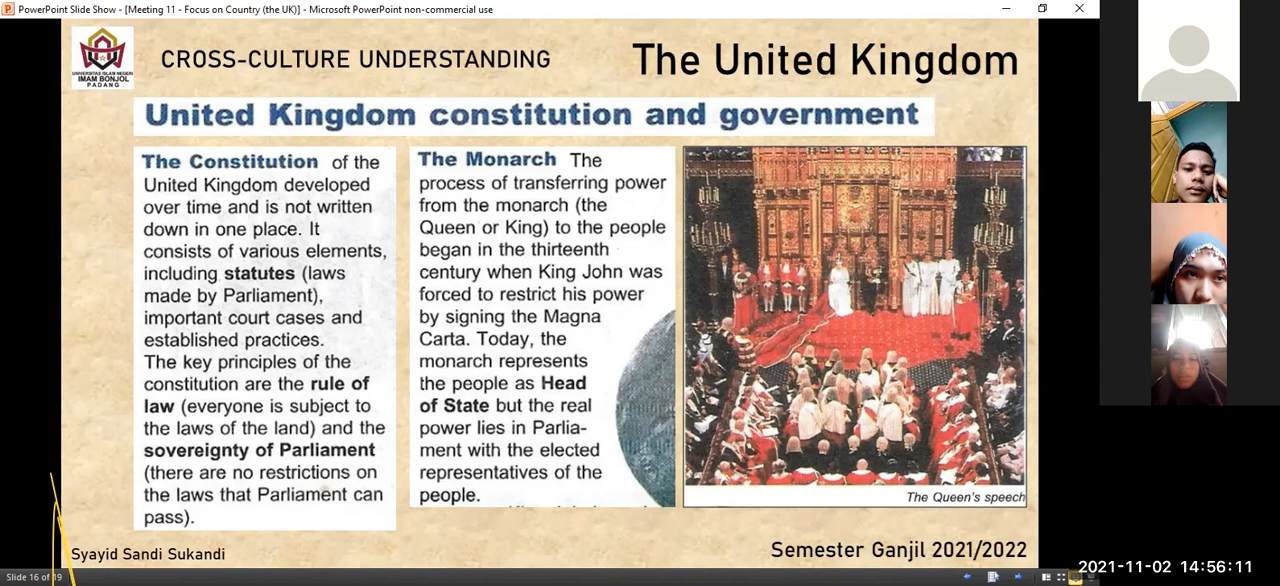 PowerPoint Slide Show - [Meeting 11 - Focus on Country (the UK)] - Microsoft PowerPoint non-commercial use
UNIVERSITAS ISLAM NEGERI
IMAM BONJOL
PADANG
CROSS-CULTURE UNDERSTANDING
The United Kingdom
United Kingdom constitution and government
The Constitution of the
United Kingdom developed
over time and is not written
down in one place. It
consists of various elements,
including statutes (laws
made by Parliament),
important court cases and
established practices.
The key principles of the
constitution are the rule of
law (everyone is subject to
the laws of the land) and the
sovereignty of Parliament
(there are no restrictions on
the laws that Parliament can
pass).
The Monarch The
process of transferring power
from the monarch (the
Queen or King) to the people
began in the thirteenth
century when King John was
forced to restrict his power
by signing the Magna
Carta. Today, the
monarch represents
the people as Head
of State but the real
power lies in Parlia-
ment with the elected
representatives of the
people.
The Queen's speech
Syayid Sandi Sukandi
Semester Ganjil 2021/2022
Slide 16 of 19
2021-11-02 14:56:11